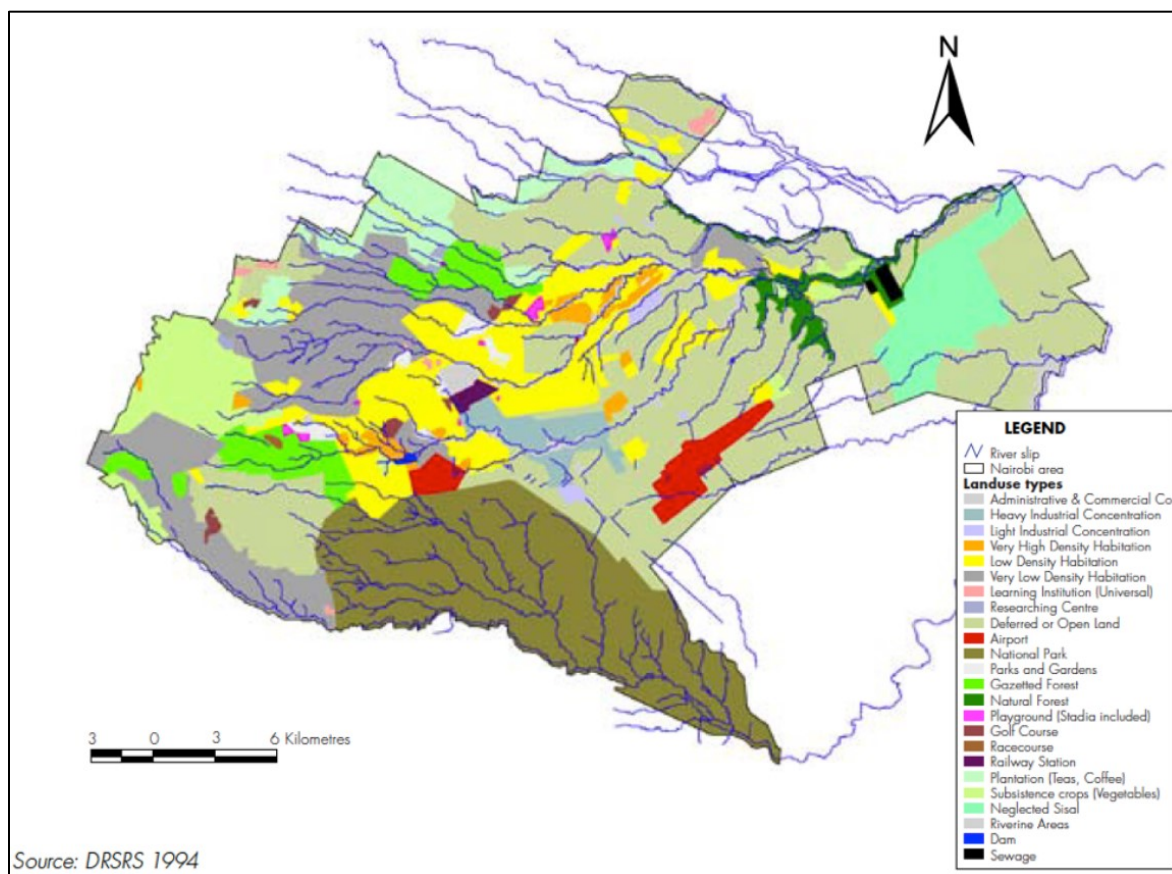 N
LEGEND
River slip
Nairobi area
Landuse types
Administrative & Commercial Co
Heavy Industrial Concentration
Light Industrial Concentration
Very High Density Habitation
Low Density Habitation
Very Low Density Habitation
Learning Institution (Universal)
Researching Centre
Deferred or Open Land
Airport
National Park
Parks and Gardens
Gazetted Forest
Natural Forest
Playground (Stadia included)
Golf Course
Racecourse
Railway Station
Plantation (Teas, Coffee)
Subsistence crops (Vegetables)
Neglected Sisal
Riverine Areas
Dam
Sewage
3 0 3 6 Kilometres
Source: DRSRS 1994